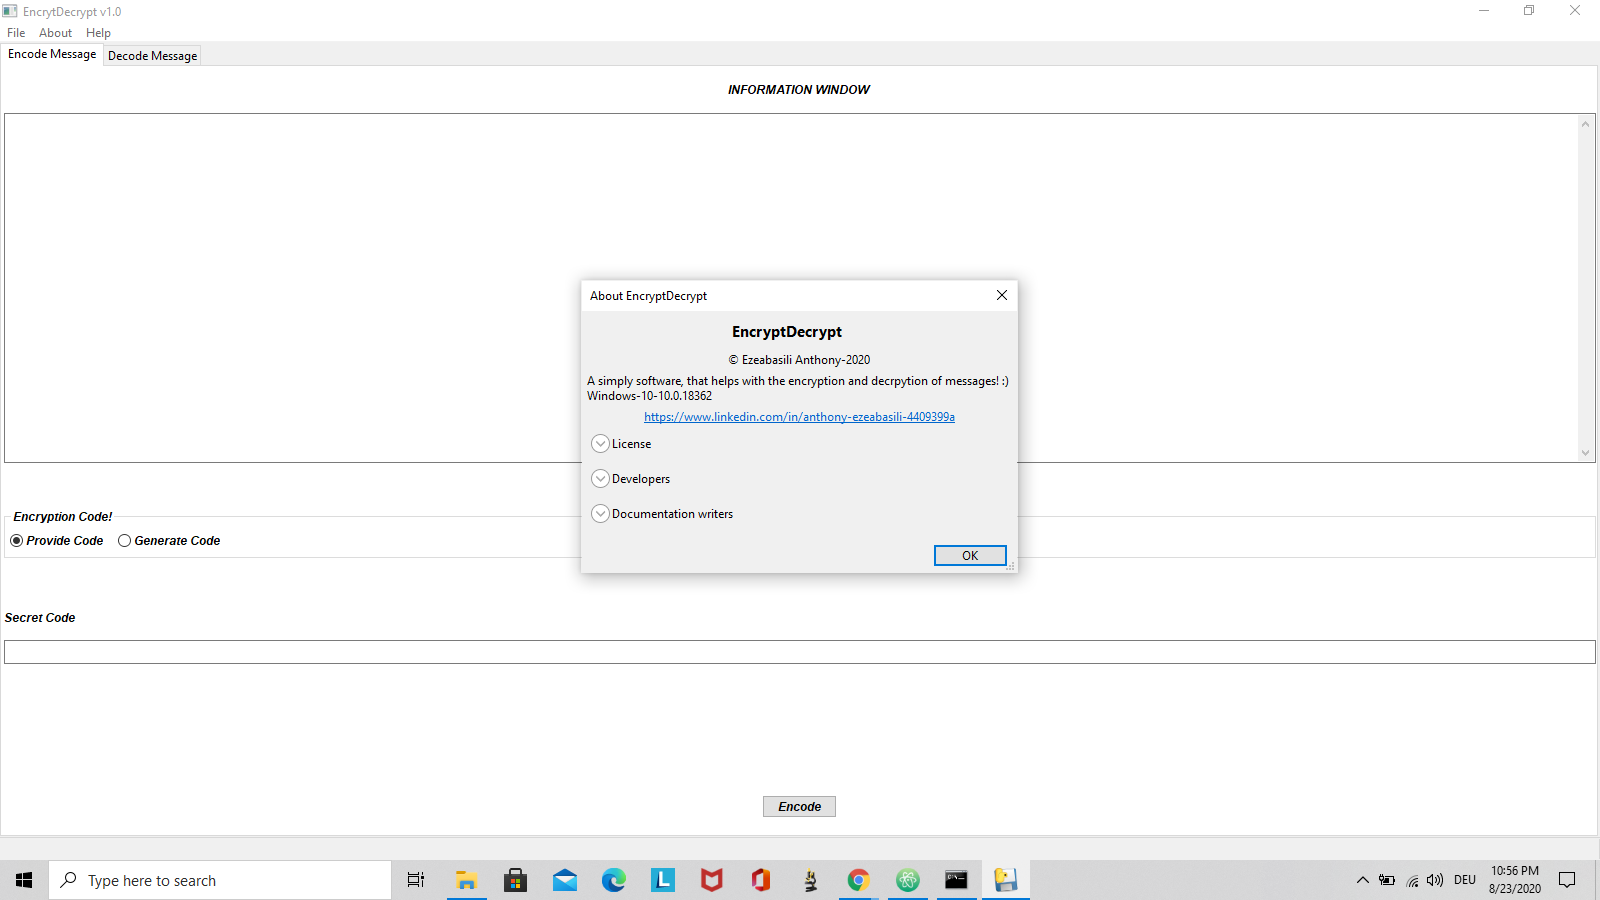 EncrytDecrypt v1.0
File About Help
Encode Message Decode Message
INFORMATION WINDOW
About EncryptDecrypt
EncryptDecrypt
© Ezeabasili Anthony-2020
A simply software, that helps with the encryption and decrpytion of messages! :)
Windows-10-10.0.18362
https://www.linkedin.com/in/anthony-ezeabasili-4409399a
License
Developers
Documentation writers
OK
Encryption Code!
Provide Code Generate Code
Secret Code
Encode
Type here to search
L
DEU
10:56 PM
8/23/2020